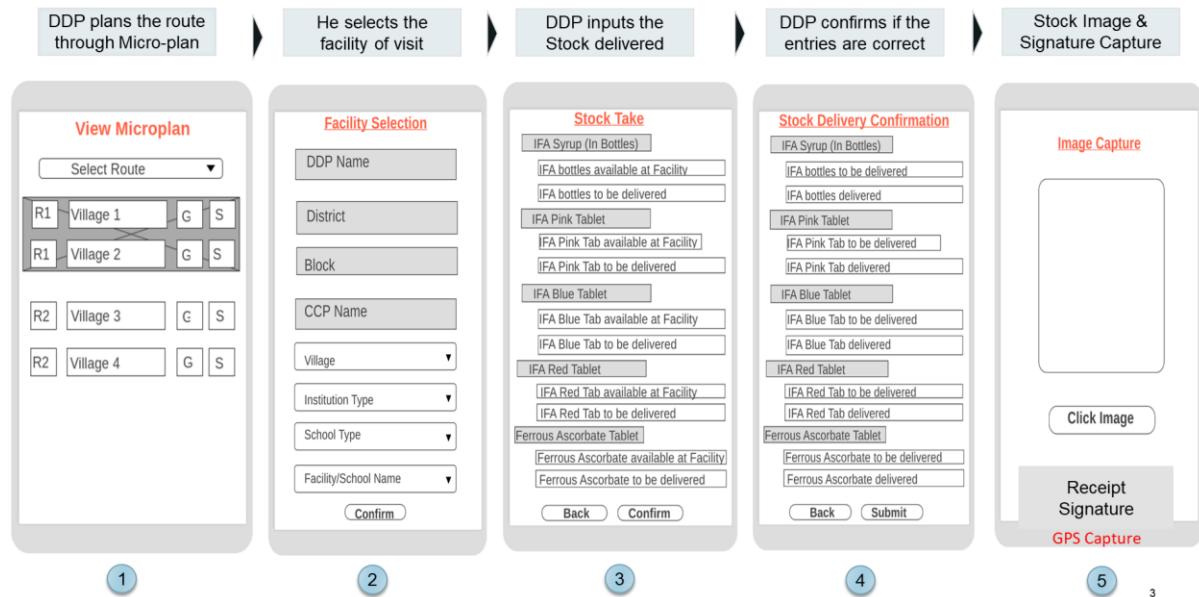 DDP plans the route
through Micro-plan
He selects the
facility of visit
DDP inputs the
Stock delivered
DDP confirms if the
entries are correct
Stock Image &
Signature Capture
View Microplan
Select Route
R1 Village 1 G S
R1 Village 2 G S
R2 Village 3 G S
R2 Village 4 G S
1
Facility Selection
DDP Name
District
Block
CCP Name
Village
Institution Type
School Type
Facility/School Name
Confirm
2
Stock Take
IFA Syrup (In Bottles)
IFA bottles available at Facility
IFA bottles to be delivered
IFA Pink Tablet
IFA Pink Tab available at Facility
IFA Pink Tab to be delivered
IFA Blue Tablet
IFA Blue Tab available at Facility
IFA Blue Tab to be delivered
IFA Red Tablet
IFA Red Tab available at Facility
IFA Red Tab to be delivered
Ferrous Ascorbate Tablet
Ferrous Ascorbate available at Facility
Ferrous Ascorbate to be delivered
Back Confirm
3
Stock Delivery Confirmation
IFA Syrup (In Bottles)
IFA bottles to be delivered
IFA bottles delivered
IFA Pink Tablet
IFA Pink Tab to be delivered
IFA Pink Tab delivered
IFA Blue Tablet
IFA Blue Tab to be delivered
IFA Blue Tab delivered
IFA Red Tablet
IFA Red Tab to be delivered
IFA Red Tab delivered
Ferrous Ascorbate Tablet
Ferrous Ascorbate to be delivered
Ferrous Ascorbate delivered
Back Submit
4
Image Capture
Click Image
Receipt
Signature
GPS Capture
5
3